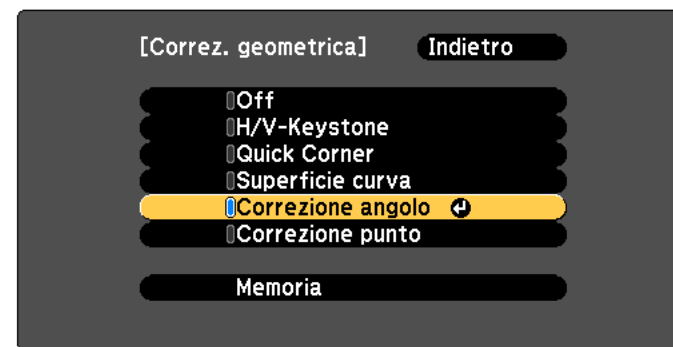 [Correz. geometrica] Indietro
Off
H/V-Keystone
Quick Corner
Superficie curva
Correzione angolo
Correzione punto
Memoria